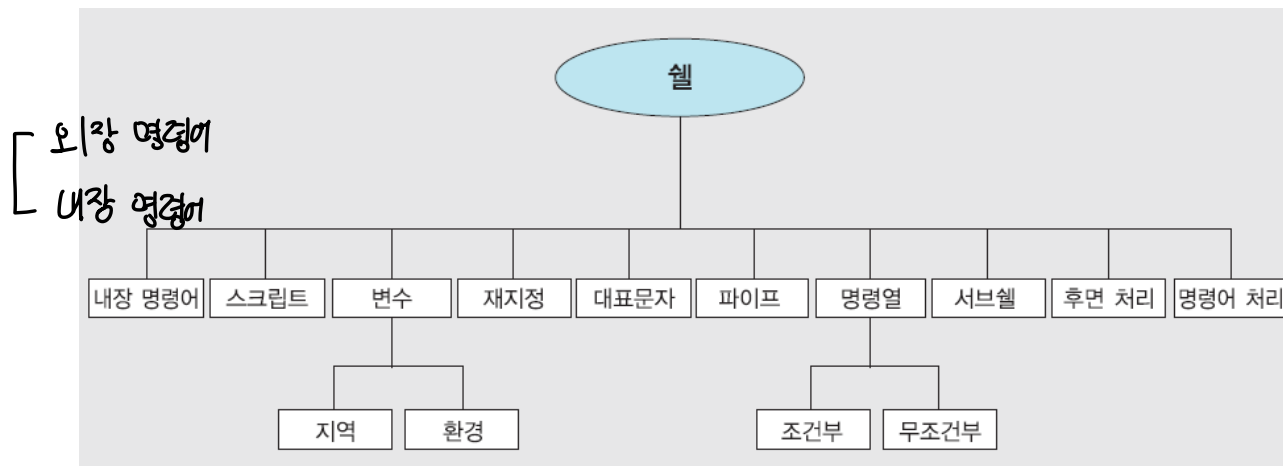 쉘
외장 명령어
내장 명령어
내장 명령어 스크립트 변수 재지정 대표문자 파이프 명령열 서브쉘 후면 처리 명령어 처리
지역 환경 조건부 무조건부